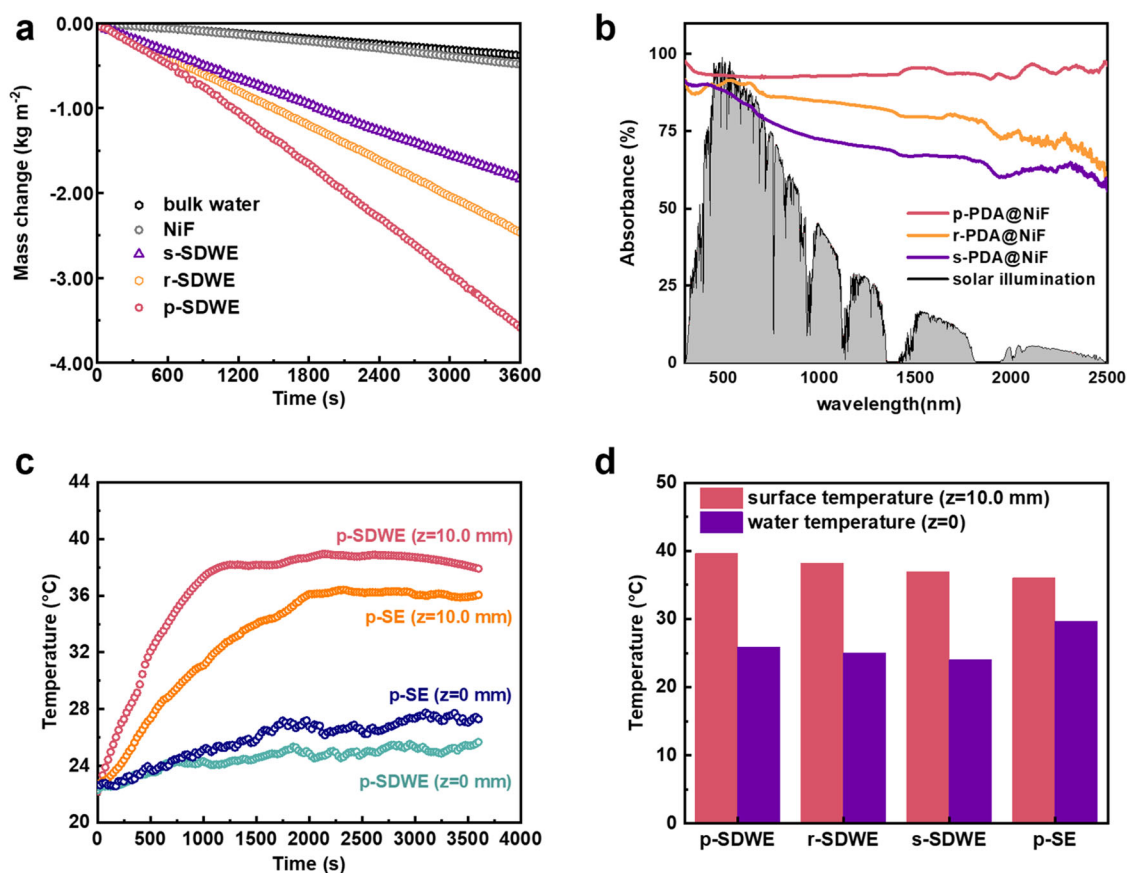 a
0.00
-1.00
-2.00
-3.00
-4.00
Mass change (kg m⁻²)
bulk water
NiF
s-SDWE
r-SDWE
p-SDWE
0 600 1200 1800 2400 3000 3600
Time (s)
b
100
75
50
25
0
Absorbance (%)
p-PDA@NiF
r-PDA@NiF
s-PDA@NiF
solar illumination
500 1000 1500 2000 2500
wavelength(nm)
c
44
40
36
32
28
24
20
Temperature (°C)
p-SDWE (z=10.0 mm)
p-SE (z=10.0 mm)
p-SE (z=0 mm)
p-SDWE (z=0 mm)
0 500 1000 1500 2000 2500 3000 3500 4000
Time (s)
d
50
40
30
20
10
0
Temperature (°C)
surface temperature (z=10.0 mm)
water temperature (z=0)
p-SDWE r-SDWE s-SDWE p-SE